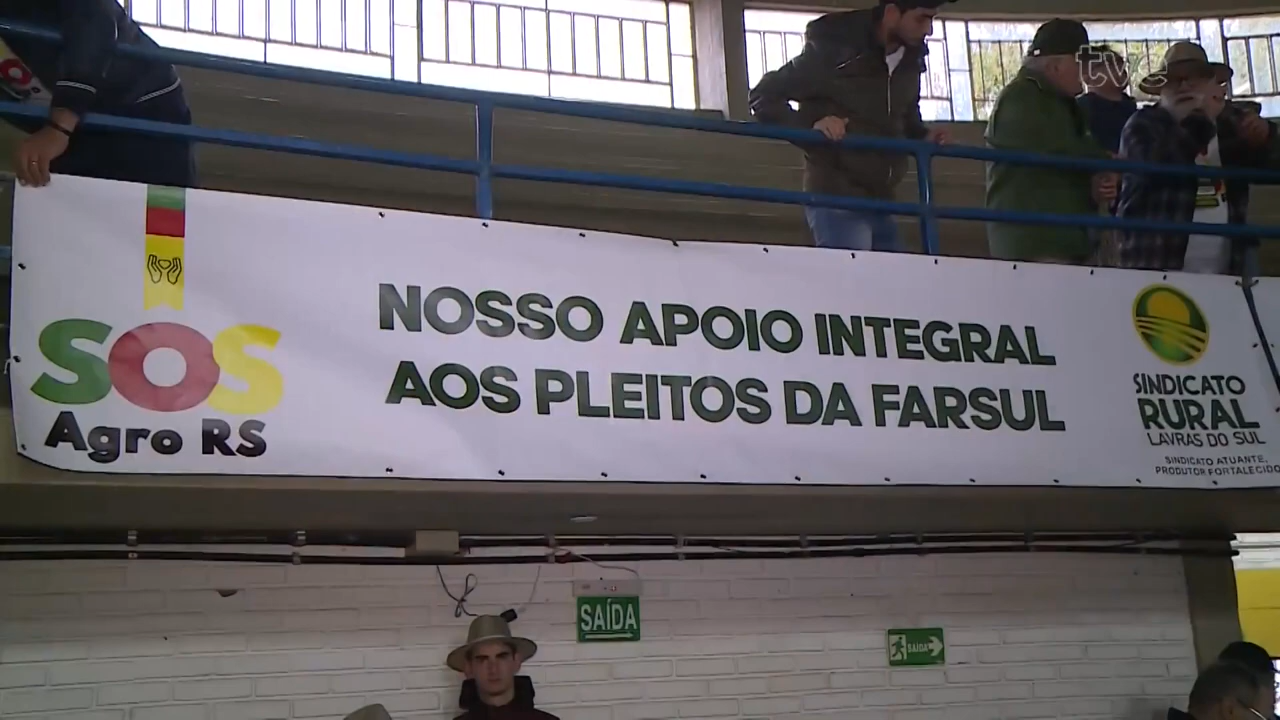 tve
NOSSO APOIO INTEGRAL
AOS PLEITOS DA FARSUL
SOS
Agro RS
SINDICATO
RURAL
LAVRAS DO SUL
SINDICATO ATUANTE,
PRODUTOR FORTALECIDO
SAÍDA
SAÍDA